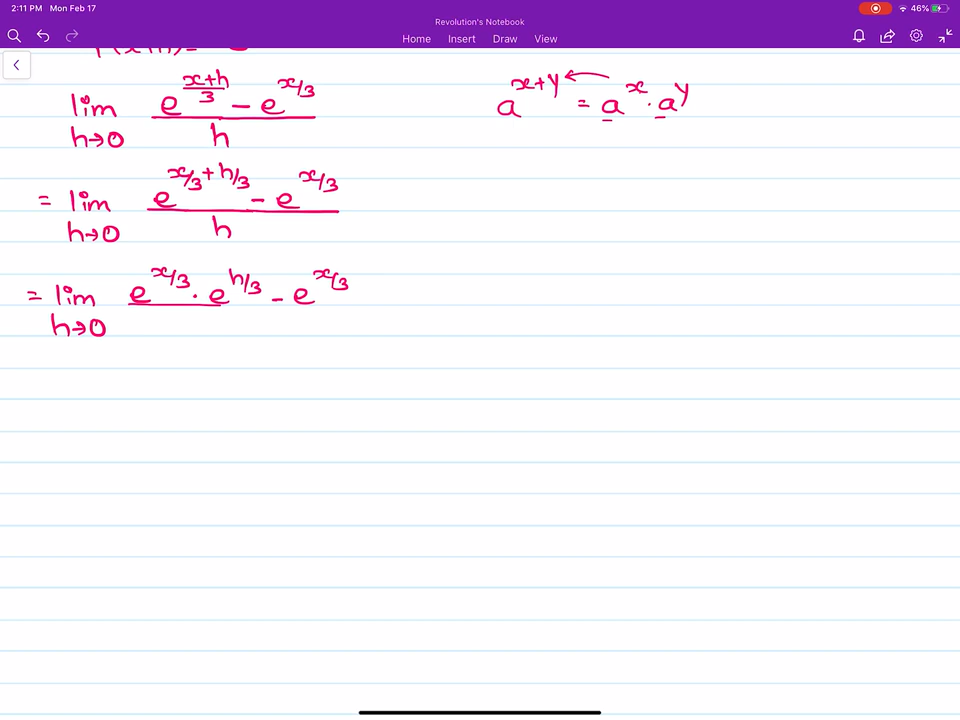 2:11 PM Mon Feb 17
46%
Revolution's Notebook
Home Insert Draw View
lim h→0 (e^((x+h)/3) - e^(x/3)) / h
a^(x+y) = a^x · a^y
= lim h→0 (e^(x/3 + h/3) - e^(x/3)) / h
= lim h→0 e^(x/3) · e^(h/3) - e^(x/3)